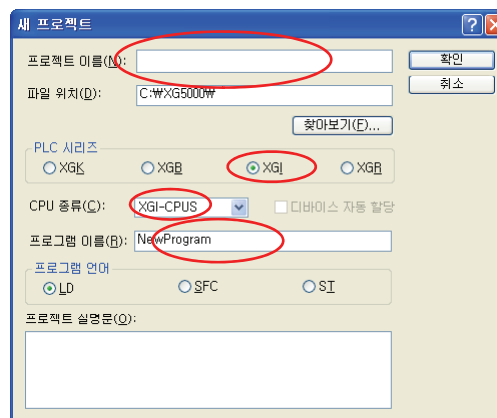 새 프로젝트
프로젝트 이름(N):
확인
파일 위치(D): C:₩XG5000₩
취소
찾아보기(F)...
PLC 시리즈
XGK XGB XGI XGR
CPU 종류(C): XGI-CPUS 디바이스 자동 할당
프로그램 이름(R): NewProgram
프로그램 언어
LD SFC ST
프로젝트 설명문(O):